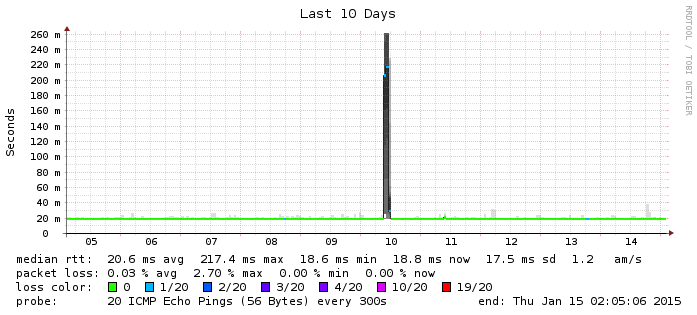 Last 10 Days
RRDTOOL / TOBI OETIKER
Seconds
260 m
240 m
220 m
200 m
180 m
160 m
140 m
120 m
100 m
80 m
60 m
40 m
20 m
0
05 06 07 08 09 10 11 12 13 14
median rtt: 20.6 ms avg 217.4 ms max 18.6 ms min 18.8 ms now 17.5 ms sd 1.2 am/s
packet loss: 0.03 % avg 2.70 % max 0.00 % min 0.00 % now
loss color: 0 1/20 2/20 3/20 4/20 10/20 19/20
probe: 20 ICMP Echo Pings (56 Bytes) every 300s end: Thu Jan 15 02:05:06 2015